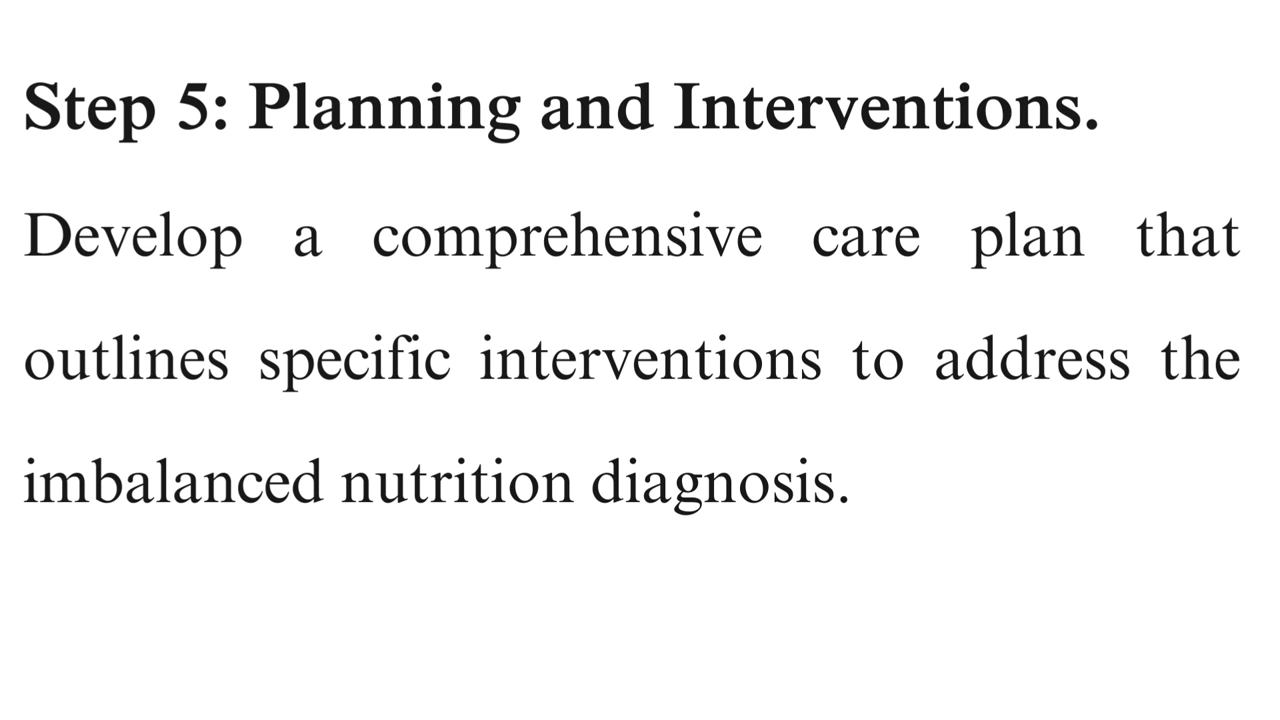 Step 5: Planning and Interventions.
Develop a comprehensive care plan that
outlines specific interventions to address the
imbalanced nutrition diagnosis.